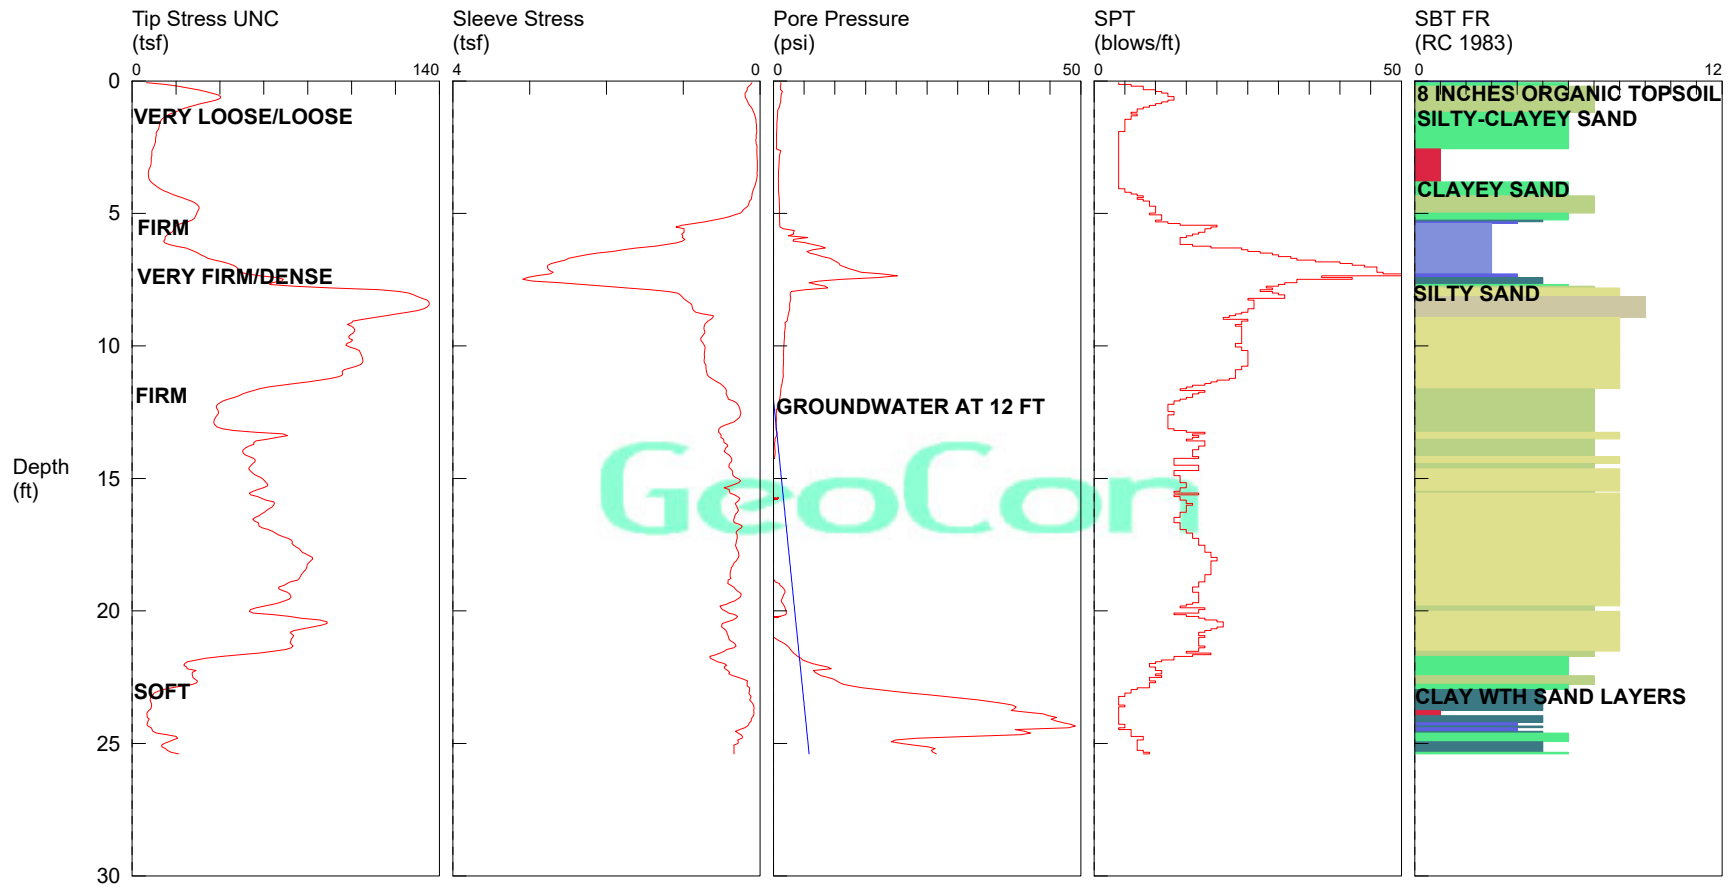 Tip Stress UNC
(tsf)
Sleeve Stress
(tsf)
Pore Pressure
(psi)
SPT
(blows/ft)
SBT FR
(RC 1983)
140
4
0
0
50
0
50
0
12
0
5
10
15
20
25
30
Depth
(ft)
VERY LOOSE/LOOSE
FIRM
VERY FIRM/DENSE
FIRM
SOFT
GROUNDWATER AT 12 FT
GeoCon
8 INCHES ORGANIC TOPSOIL
SILTY-CLAYEY SAND
CLAYEY SAND
SILTY SAND
CLAY WTH SAND LAYERS